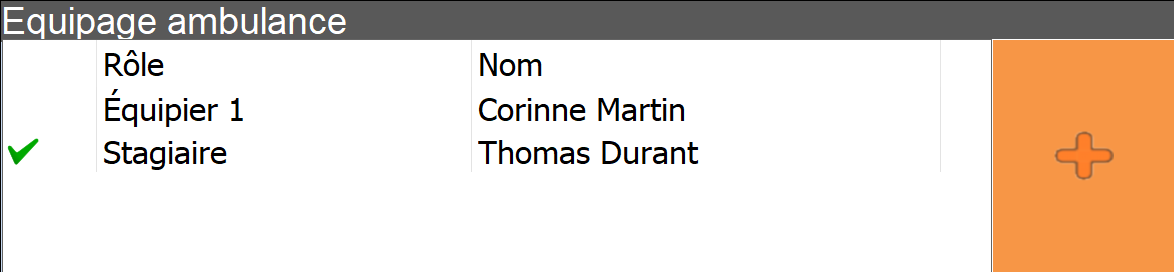 Equipage ambulance
Rôle Nom
Équipier 1 Corinne Martin
Stagiaire Thomas Durant